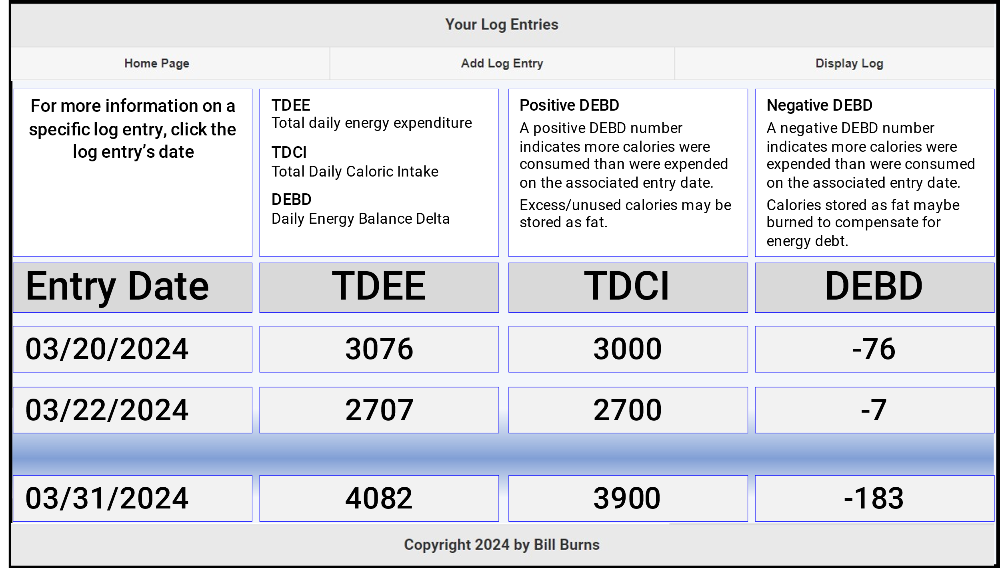 Your Log Entries
Home Page
Add Log Entry
Display Log
For more information on a
specific log entry, click the
log entry’s date
TDEE
Total daily energy expenditure
TDCI
Total Daily Caloric Intake
DEBD
Daily Energy Balance Delta
Positive DEBD
A positive DEBD number
indicates more calories were
consumed than were expended
on the associated entry date.
Excess/unused calories may be
stored as fat.
Negative DEBD
A negative DEBD number
indicates more calories were
expended than were consumed
on the associated entry date.
Calories stored as fat maybe
burned to compensate for
energy debt.
Entry Date TDEE TDCI DEBD
03/20/2024 3076 3000 -76
03/22/2024 2707 2700 -7
03/31/2024 4082 3900 -183
Copyright 2024 by Bill Burns